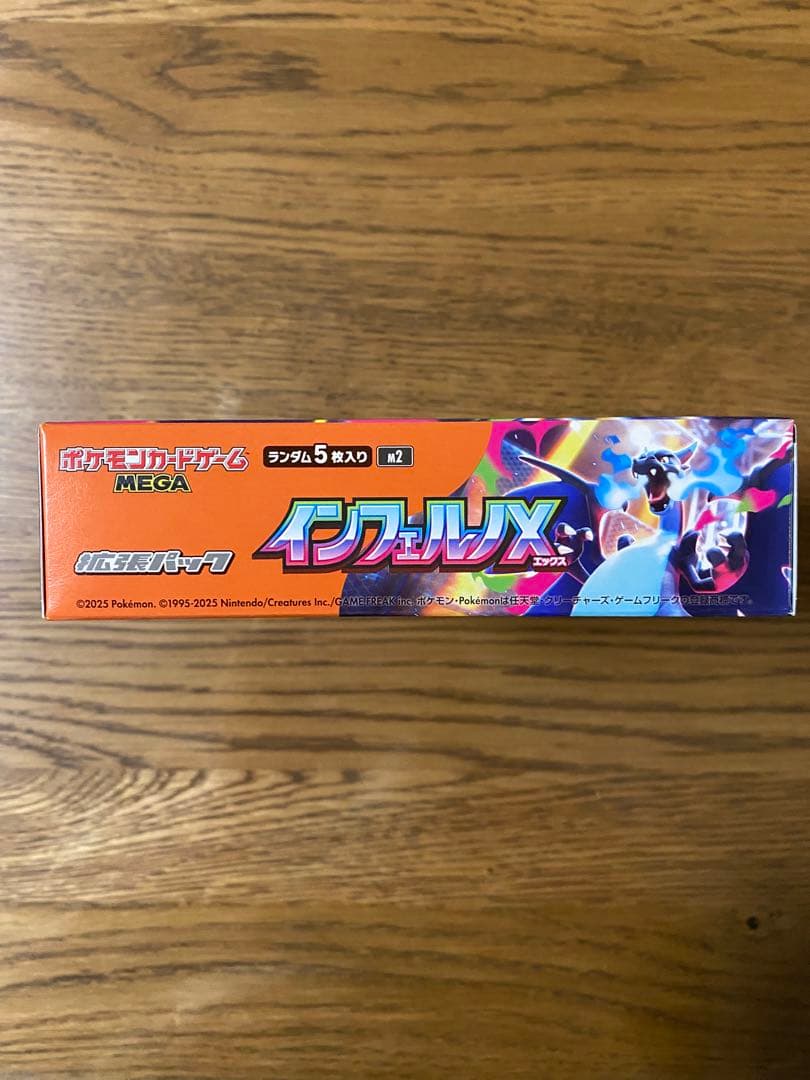 ポケモンカードゲーム
MEGA
ランダム5枚入り M2
拡張パック
インフェルノX
エックス
©2025 Pokémon. ©1995-2025 Nintendo/Creatures Inc./GAME FREAK inc. ポケモン・Pokémonは任天堂・クリーチャーズ・ゲームフリークの登録商標です。